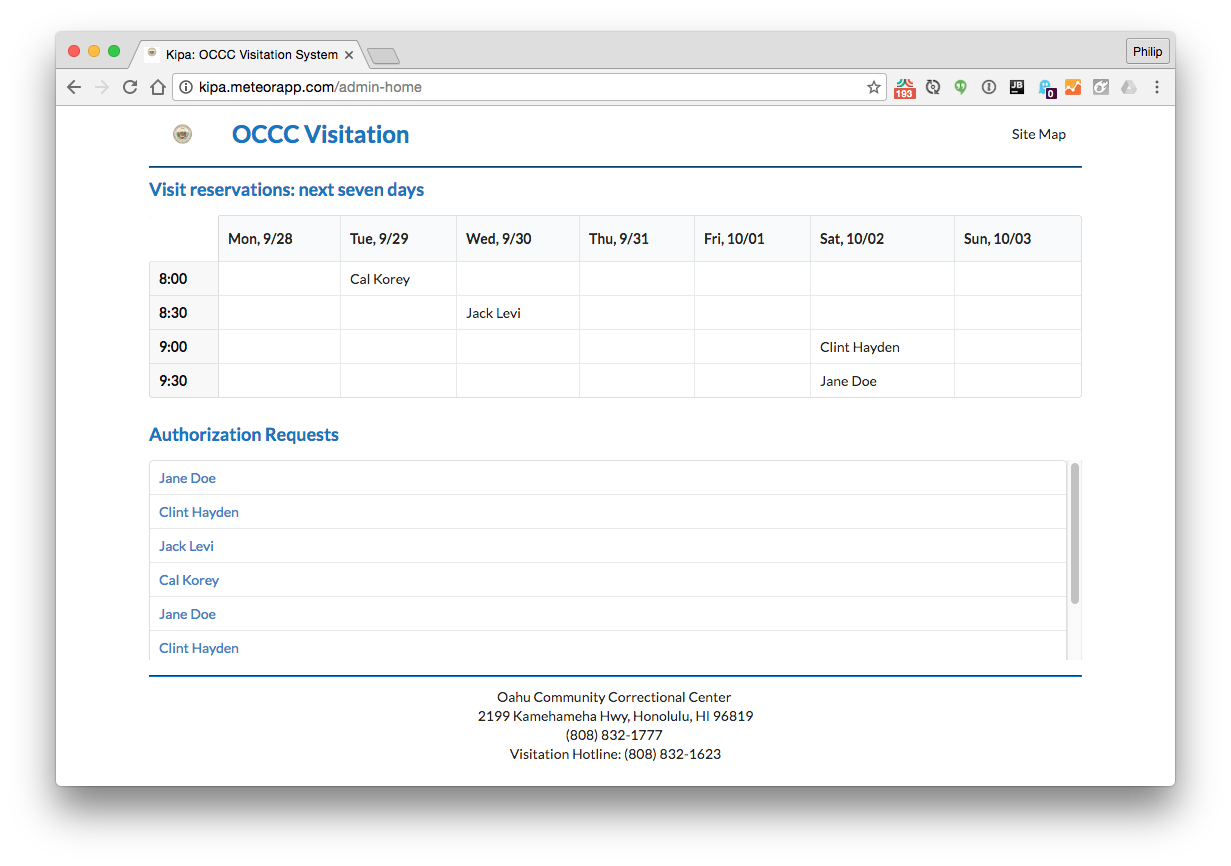 Kipa: OCCC Visitation System
Philip
kipa.meteorapp.com/admin-home
193
JB
0
OCCC Visitation
Site Map
Visit reservations: next seven days
Mon, 9/28 Tue, 9/29 Wed, 9/30 Thu, 9/31 Fri, 10/01 Sat, 10/02 Sun, 10/03
8:00 Cal Korey
8:30 Jack Levi
9:00 Clint Hayden
9:30 Jane Doe
Authorization Requests
Jane Doe
Clint Hayden
Jack Levi
Cal Korey
Jane Doe
Clint Hayden
Oahu Community Correctional Center
2199 Kamehameha Hwy, Honolulu, HI 96819
(808) 832-1777
Visitation Hotline: (808) 832-1623